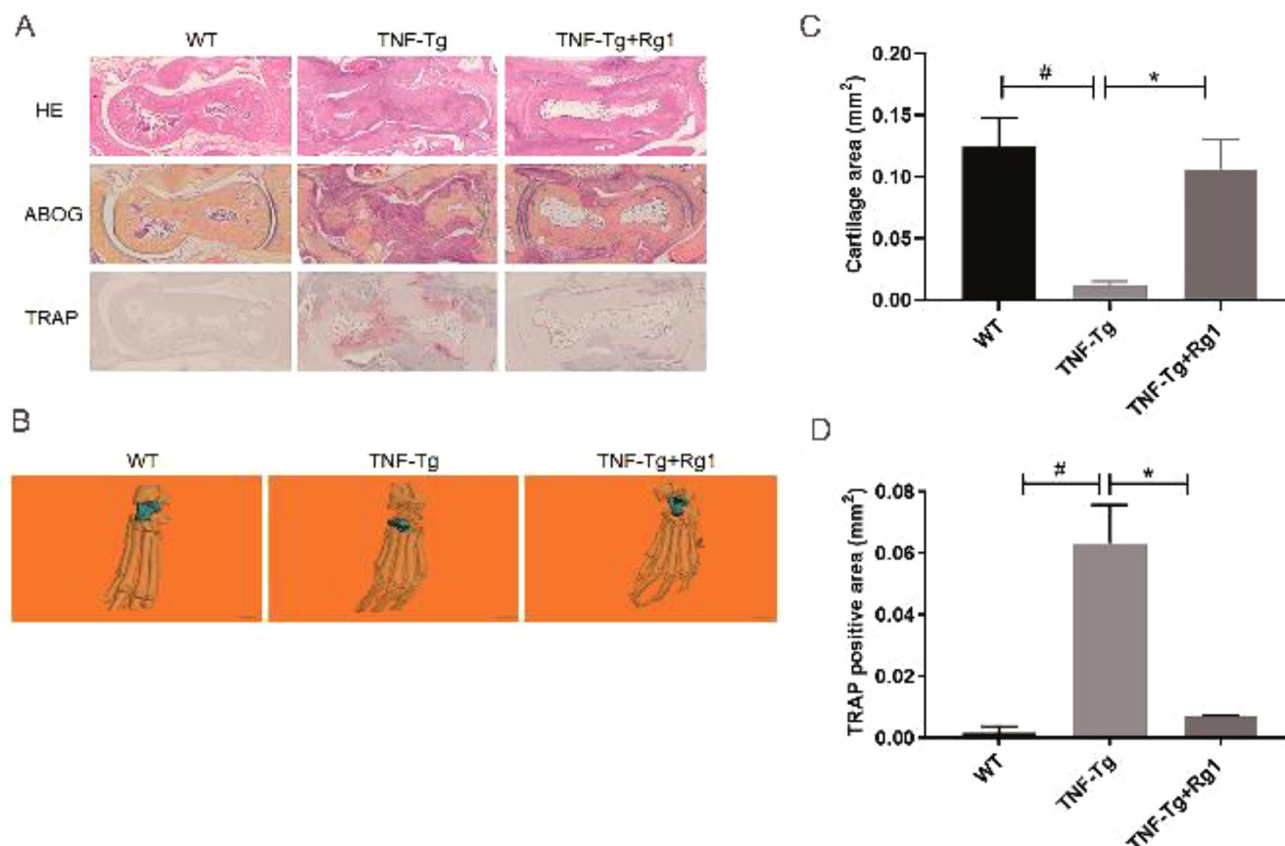 A
WT
TNF-Tg
TNF-Tg+Rg1
HE
ABOG
TRAP
B
WT
TNF-Tg
TNF-Tg+Rg1
C
Cartilage area (mm²)
0.20
0.15
0.10
0.05
0.00
#
*
WT
TNF-Tg
TNF-Tg+Rg1
D
TRAP positive area (mm²)
0.08
0.06
0.04
0.02
0.00
#
*
WT
TNF-Tg
TNF-Tg+Rg1